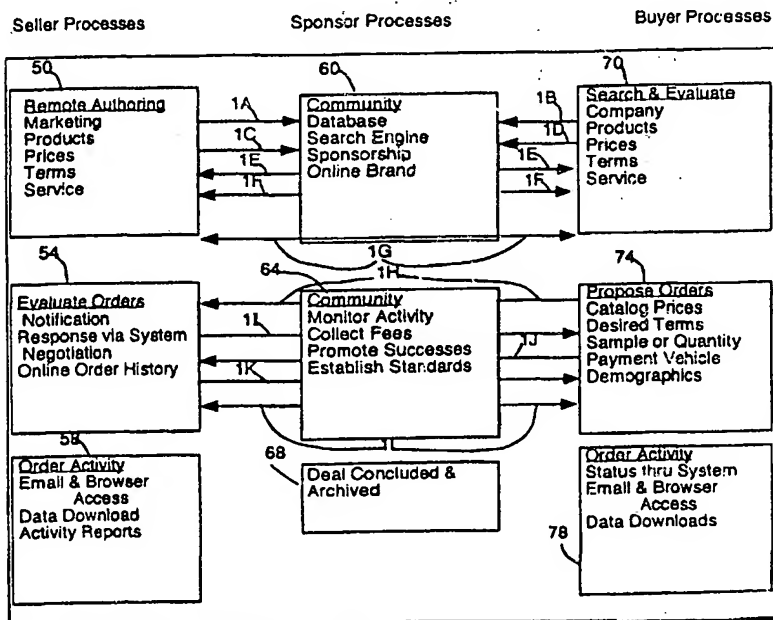 Seller Processes
Sponsor Processes
Buyer Processes
50
60
70
Remote Authoring
Marketing
Products
Prices
Terms
Service
1A
1C
1E
1F
Community
Database
Search Engine
Sponsorship
Online Brand
1B
1D
1E
1F
Search & Evaluate
Company
Products
Prices
Terms
Service
1G
1H
54
64
74
Evaluate Orders
Notification
Response via System
Negotiation
Online Order History
1I
1K
Community
Monitor Activity
Collect Fees
Promote Successes
Establish Standards
1J
Propose Orders
Catalog Prices
Desired Terms
Sample or Quantity
Payment Vehicle
Demographics
58
68
78
Order Activity
Email & Browser
Access
Data Download
Activity Reports
Deal Concluded &
Archived
Order Activity
Status thru System
Email & Browser
Access
Data Downloads